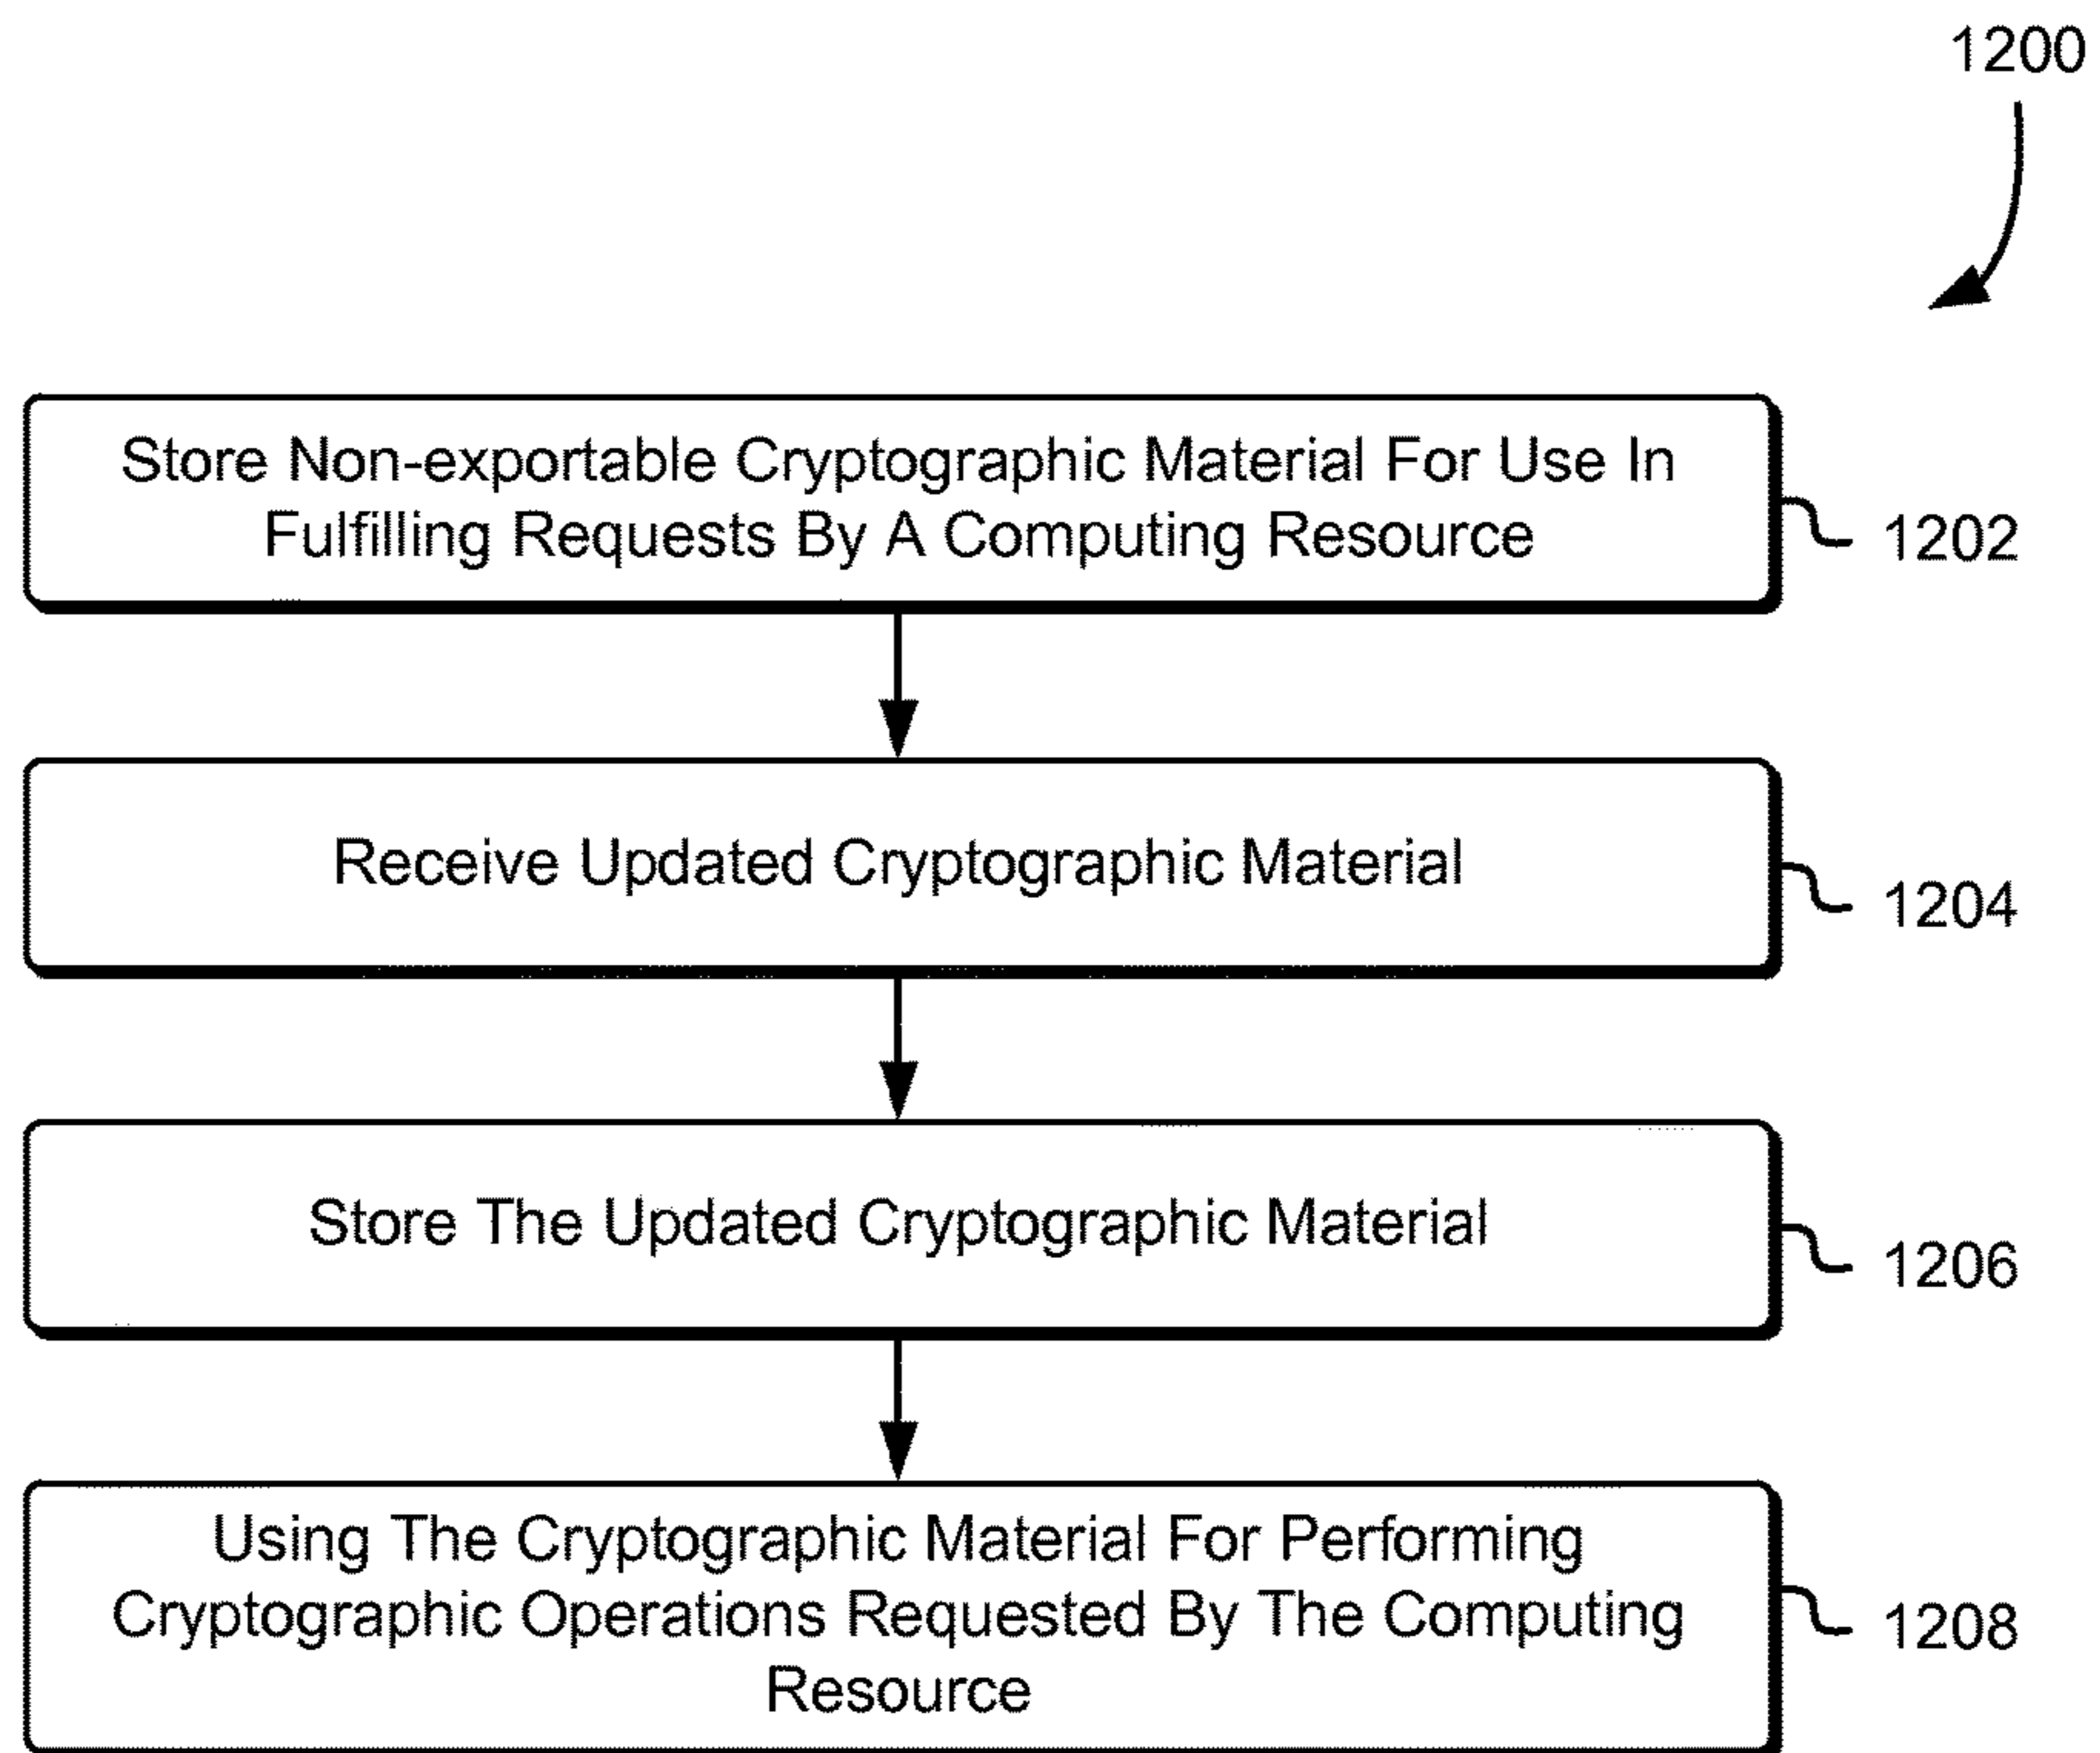 1200
Store Non-exportable Cryptographic Material For Use In
Fulfilling Requests By A Computing Resource
1202
Receive Updated Cryptographic Material
1204
Store The Updated Cryptographic Material
1206
Using The Cryptographic Material For Performing
Cryptographic Operations Requested By The Computing
Resource
1208